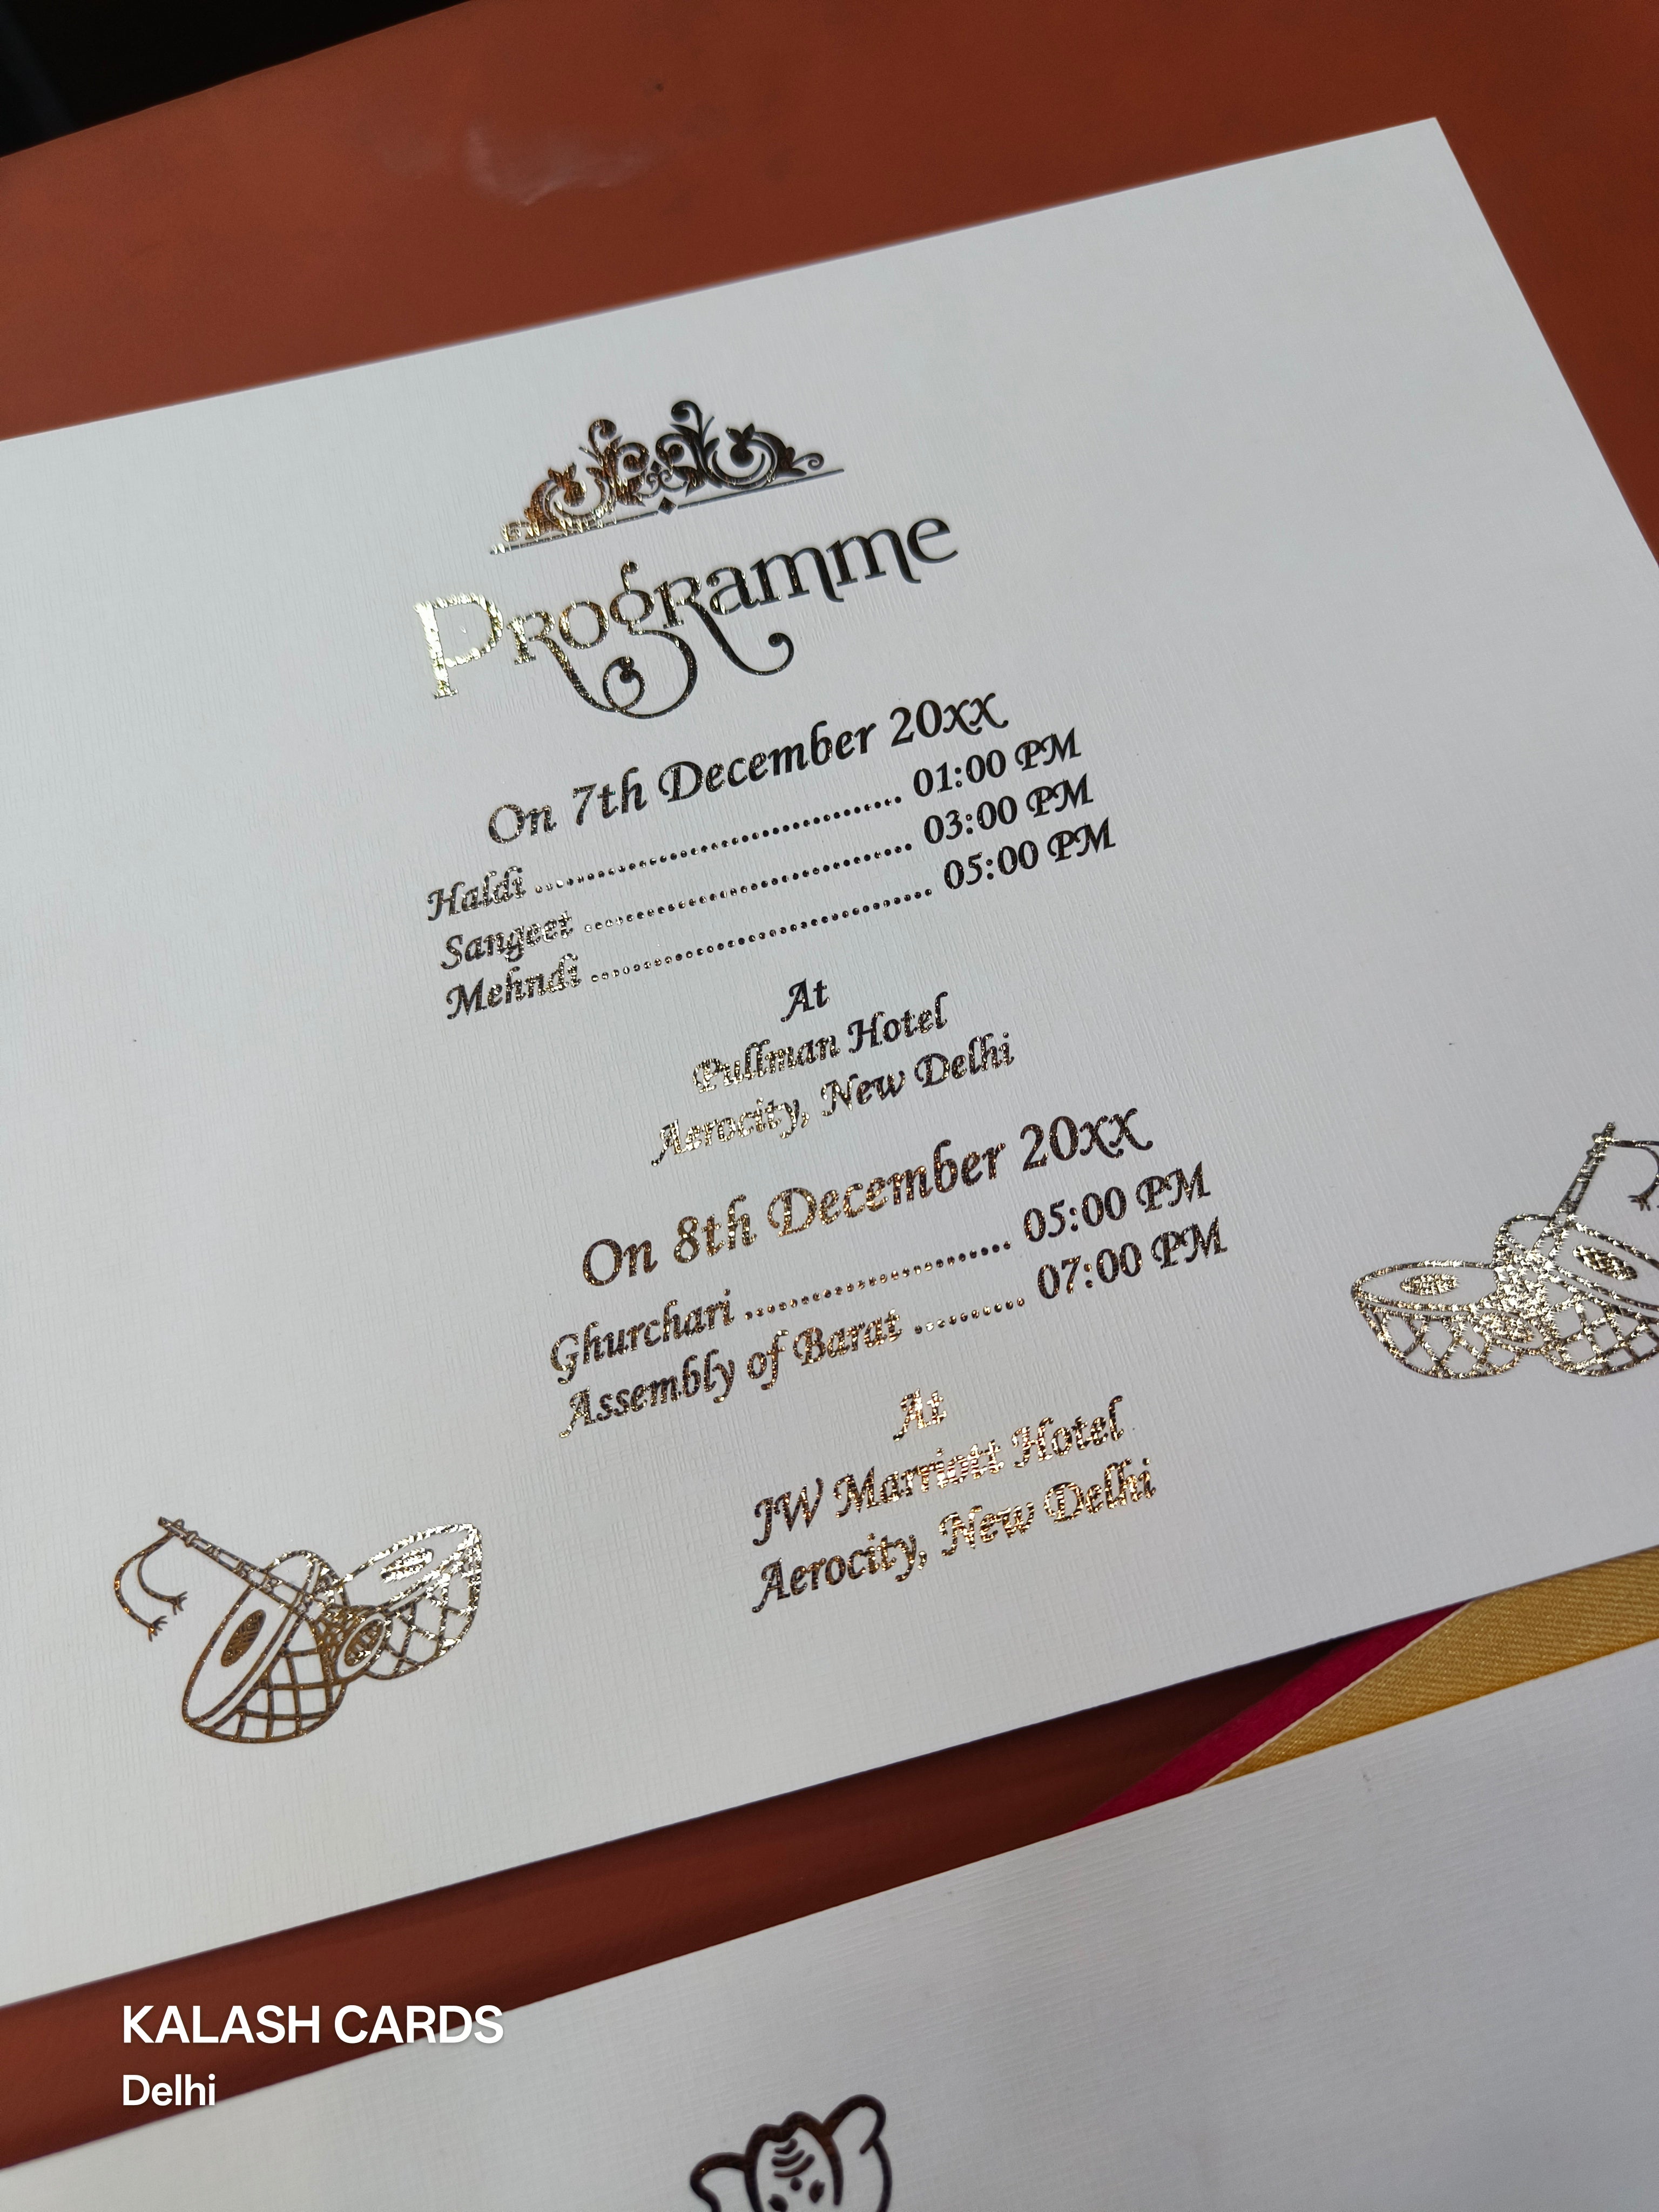 Programme
On 7th December 20xx
Haldi ........................................ 01:00 PM
Sangeet ................................... 03:00 PM
Mehndi ..................................... 05:00 PM
At
Pullman Hotel
Aerocity, New Delhi
On 8th December 20xx
Ghurchari ............................. 05:00 PM
Assembly of Barat .......... 07:00 PM
At
JW Marriott Hotel
Aerocity, New Delhi
KALASH CARDS
Delhi